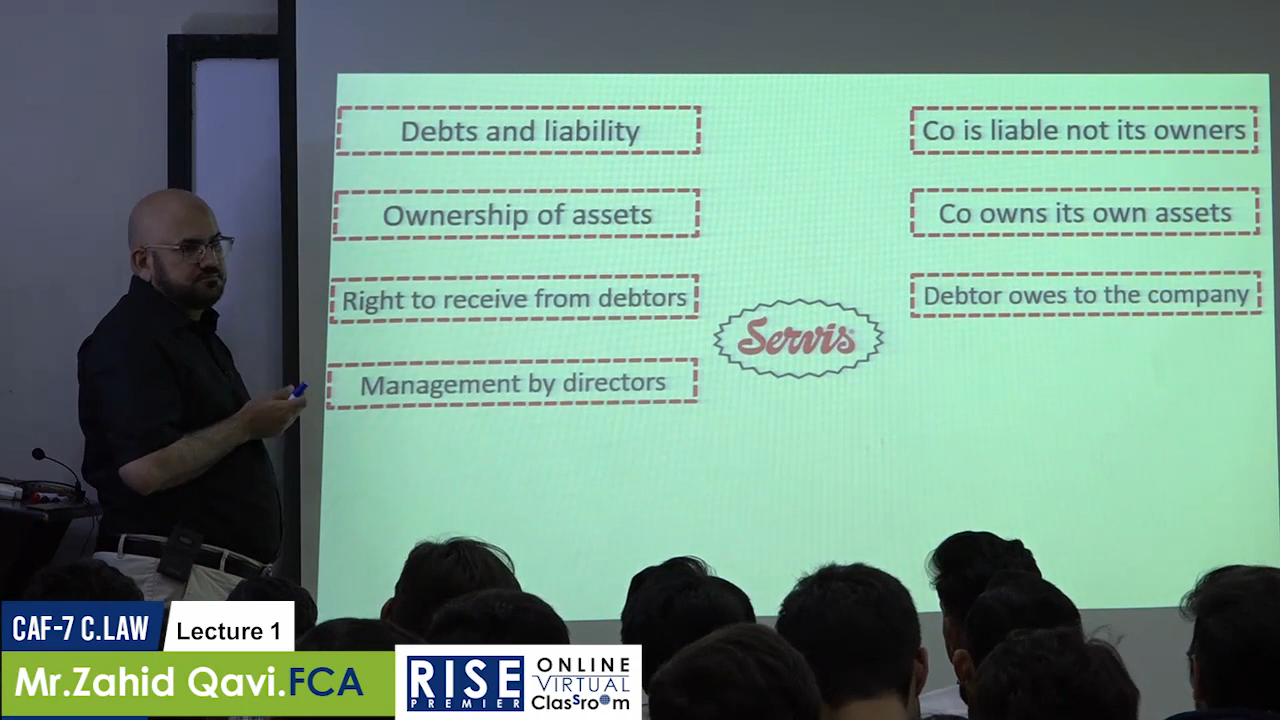 Debts and liability
Co is liable not its owners
Ownership of assets
Co owns its own assets
Right to receive from debtors
Debtor owes to the company
Servis
Management by directors
CAF-7 C.LAW
Lecture 1
Mr.Zahid Qavi.FCA
RISE
PREMIER
ONLINE
VIRTUAL
Classroom